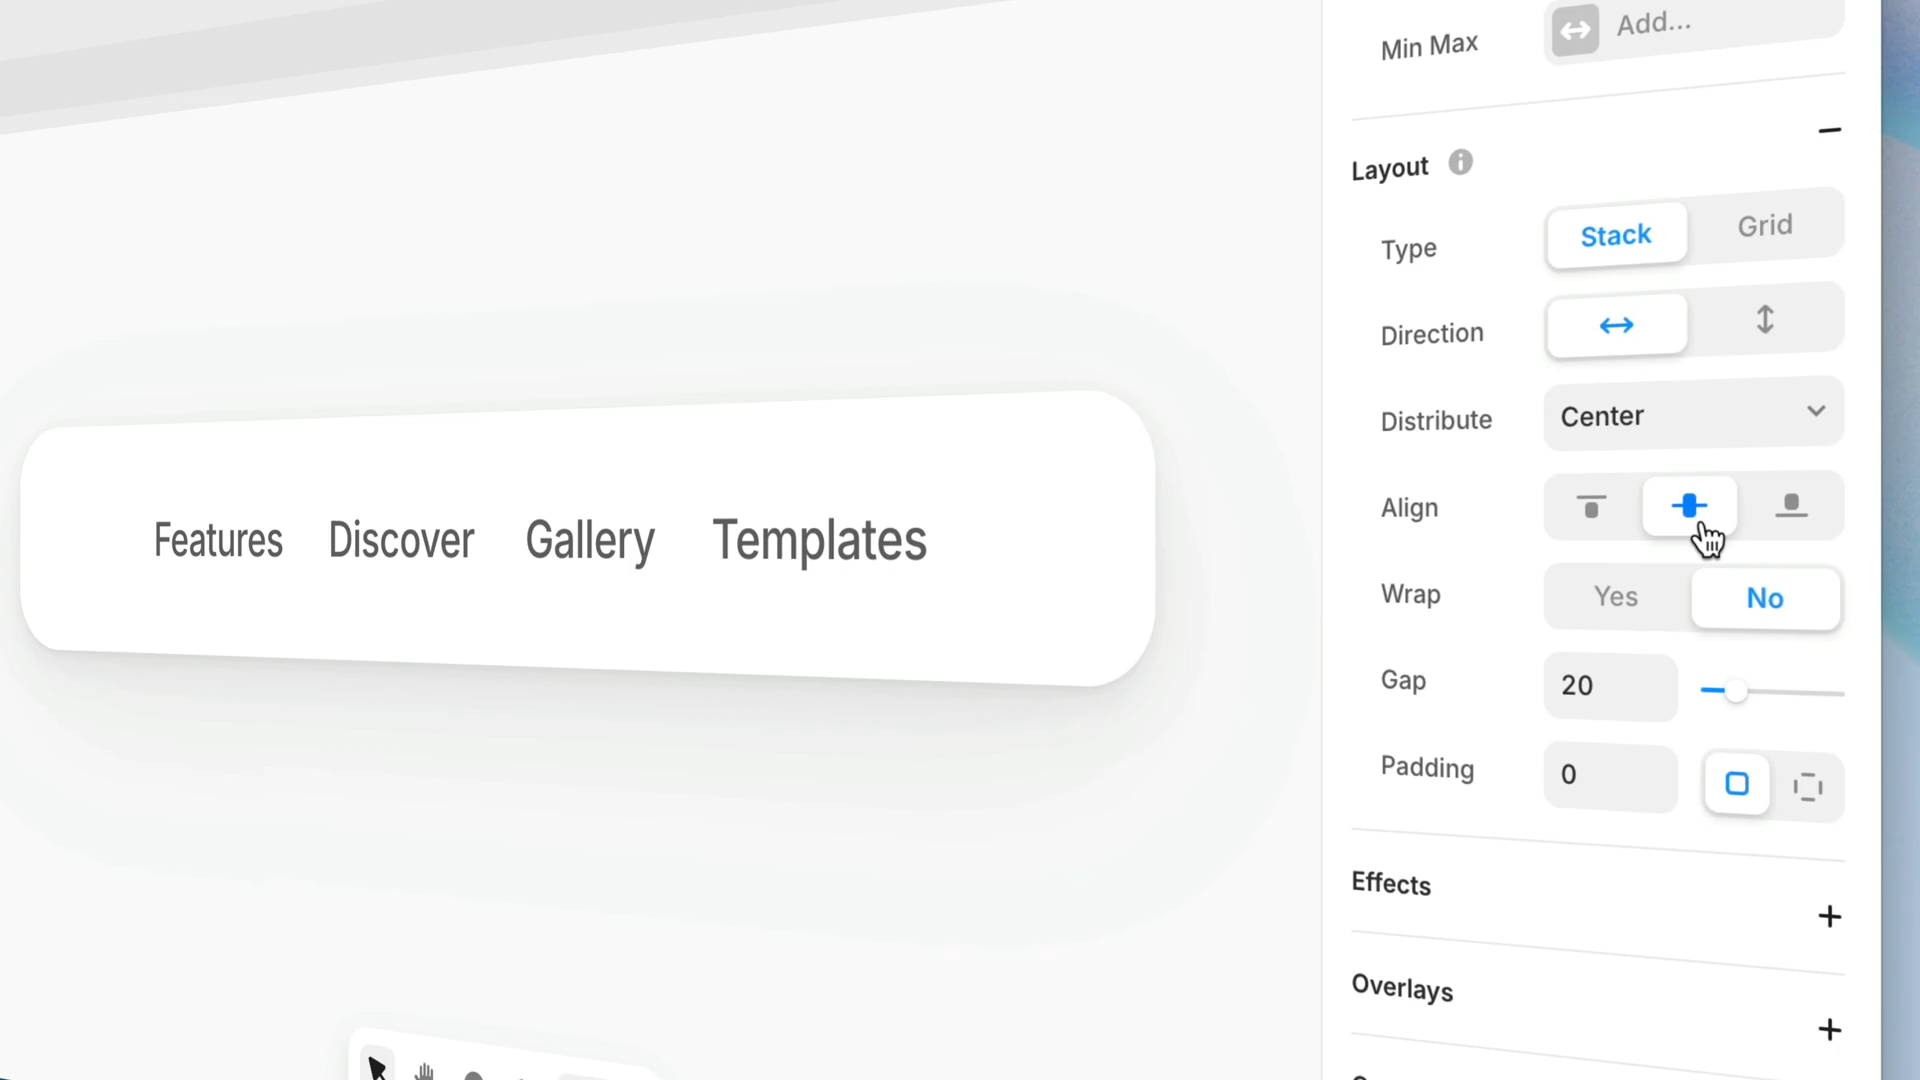 Min Max
Add...
Layout
Type
Stack
Grid
Direction
Distribute
Center
Align
Wrap
Yes
No
Gap
20
Padding
0
Effects
Overlays
Features Discover Gallery Templates